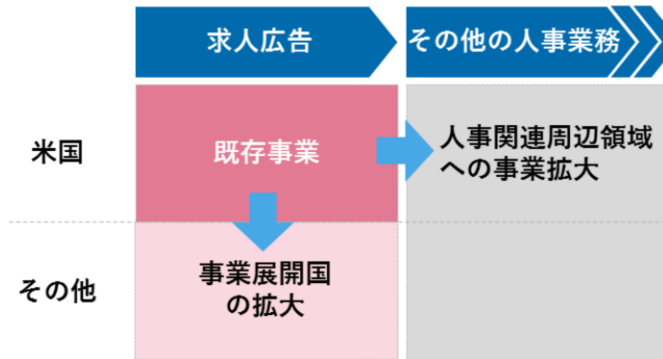 求人広告
その他の人事業務
米国
既存事業
人事関連周辺領域
への事業拡大
その他
事業展開国
の拡大